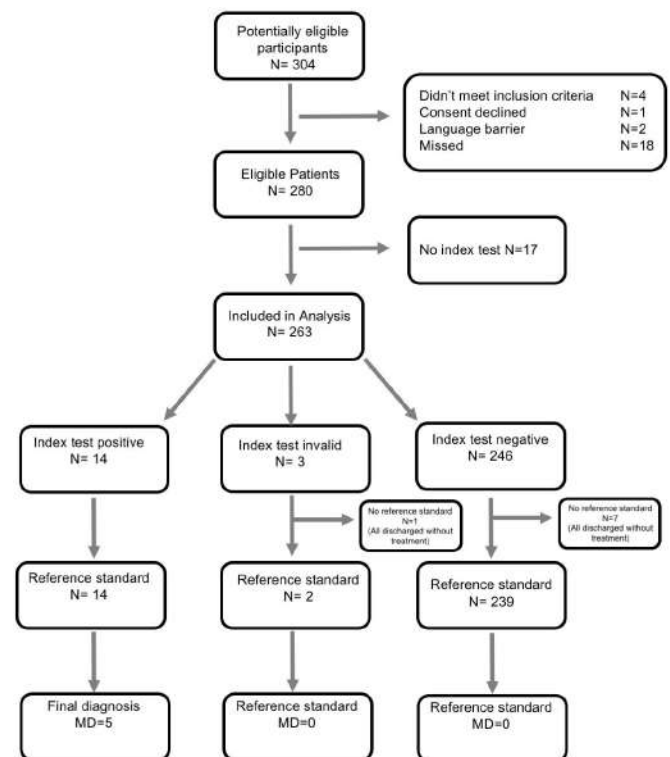 Potentially eligible
participants
N= 304
Didn't meet inclusion criteria N=4
Consent declined N=1
Language barrier N=2
Missed N=18
Eligible Patients
N= 280
No index test N=17
Included in Analysis
N= 263
Index test positive
N= 14
Index test invalid
N= 3
Index test negative
N= 246
No reference standard
N=1
(All discharged without
treatment)
No reference standard
N=7
(All discharged without
treatment)
Reference standard
N= 14
Reference standard
N= 2
Reference standard
N= 239
Final diagnosis
MD=5
Reference standard
MD=0
Reference standard
MD=0